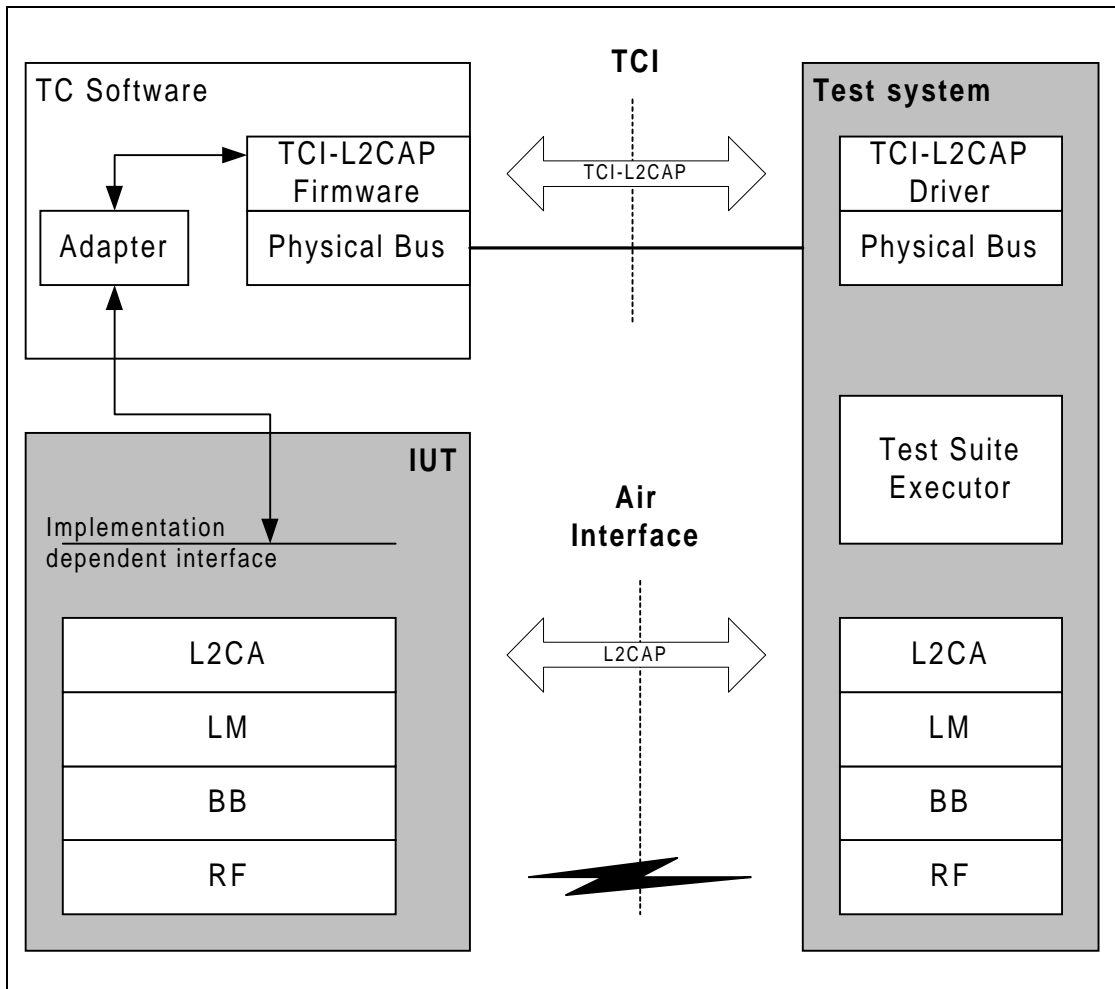 TCI
TC Software
TCI-L2CAP
Firmware
Physical Bus
Adapter
TCI-L2CAP
Test system
TCI-L2CAP
Driver
Physical Bus
Test Suite
Executor
IUT
Implementation
dependent interface
L2CA
LM
BB
RF
Air
Interface
L2CAP
L2CA
LM
BB
RF